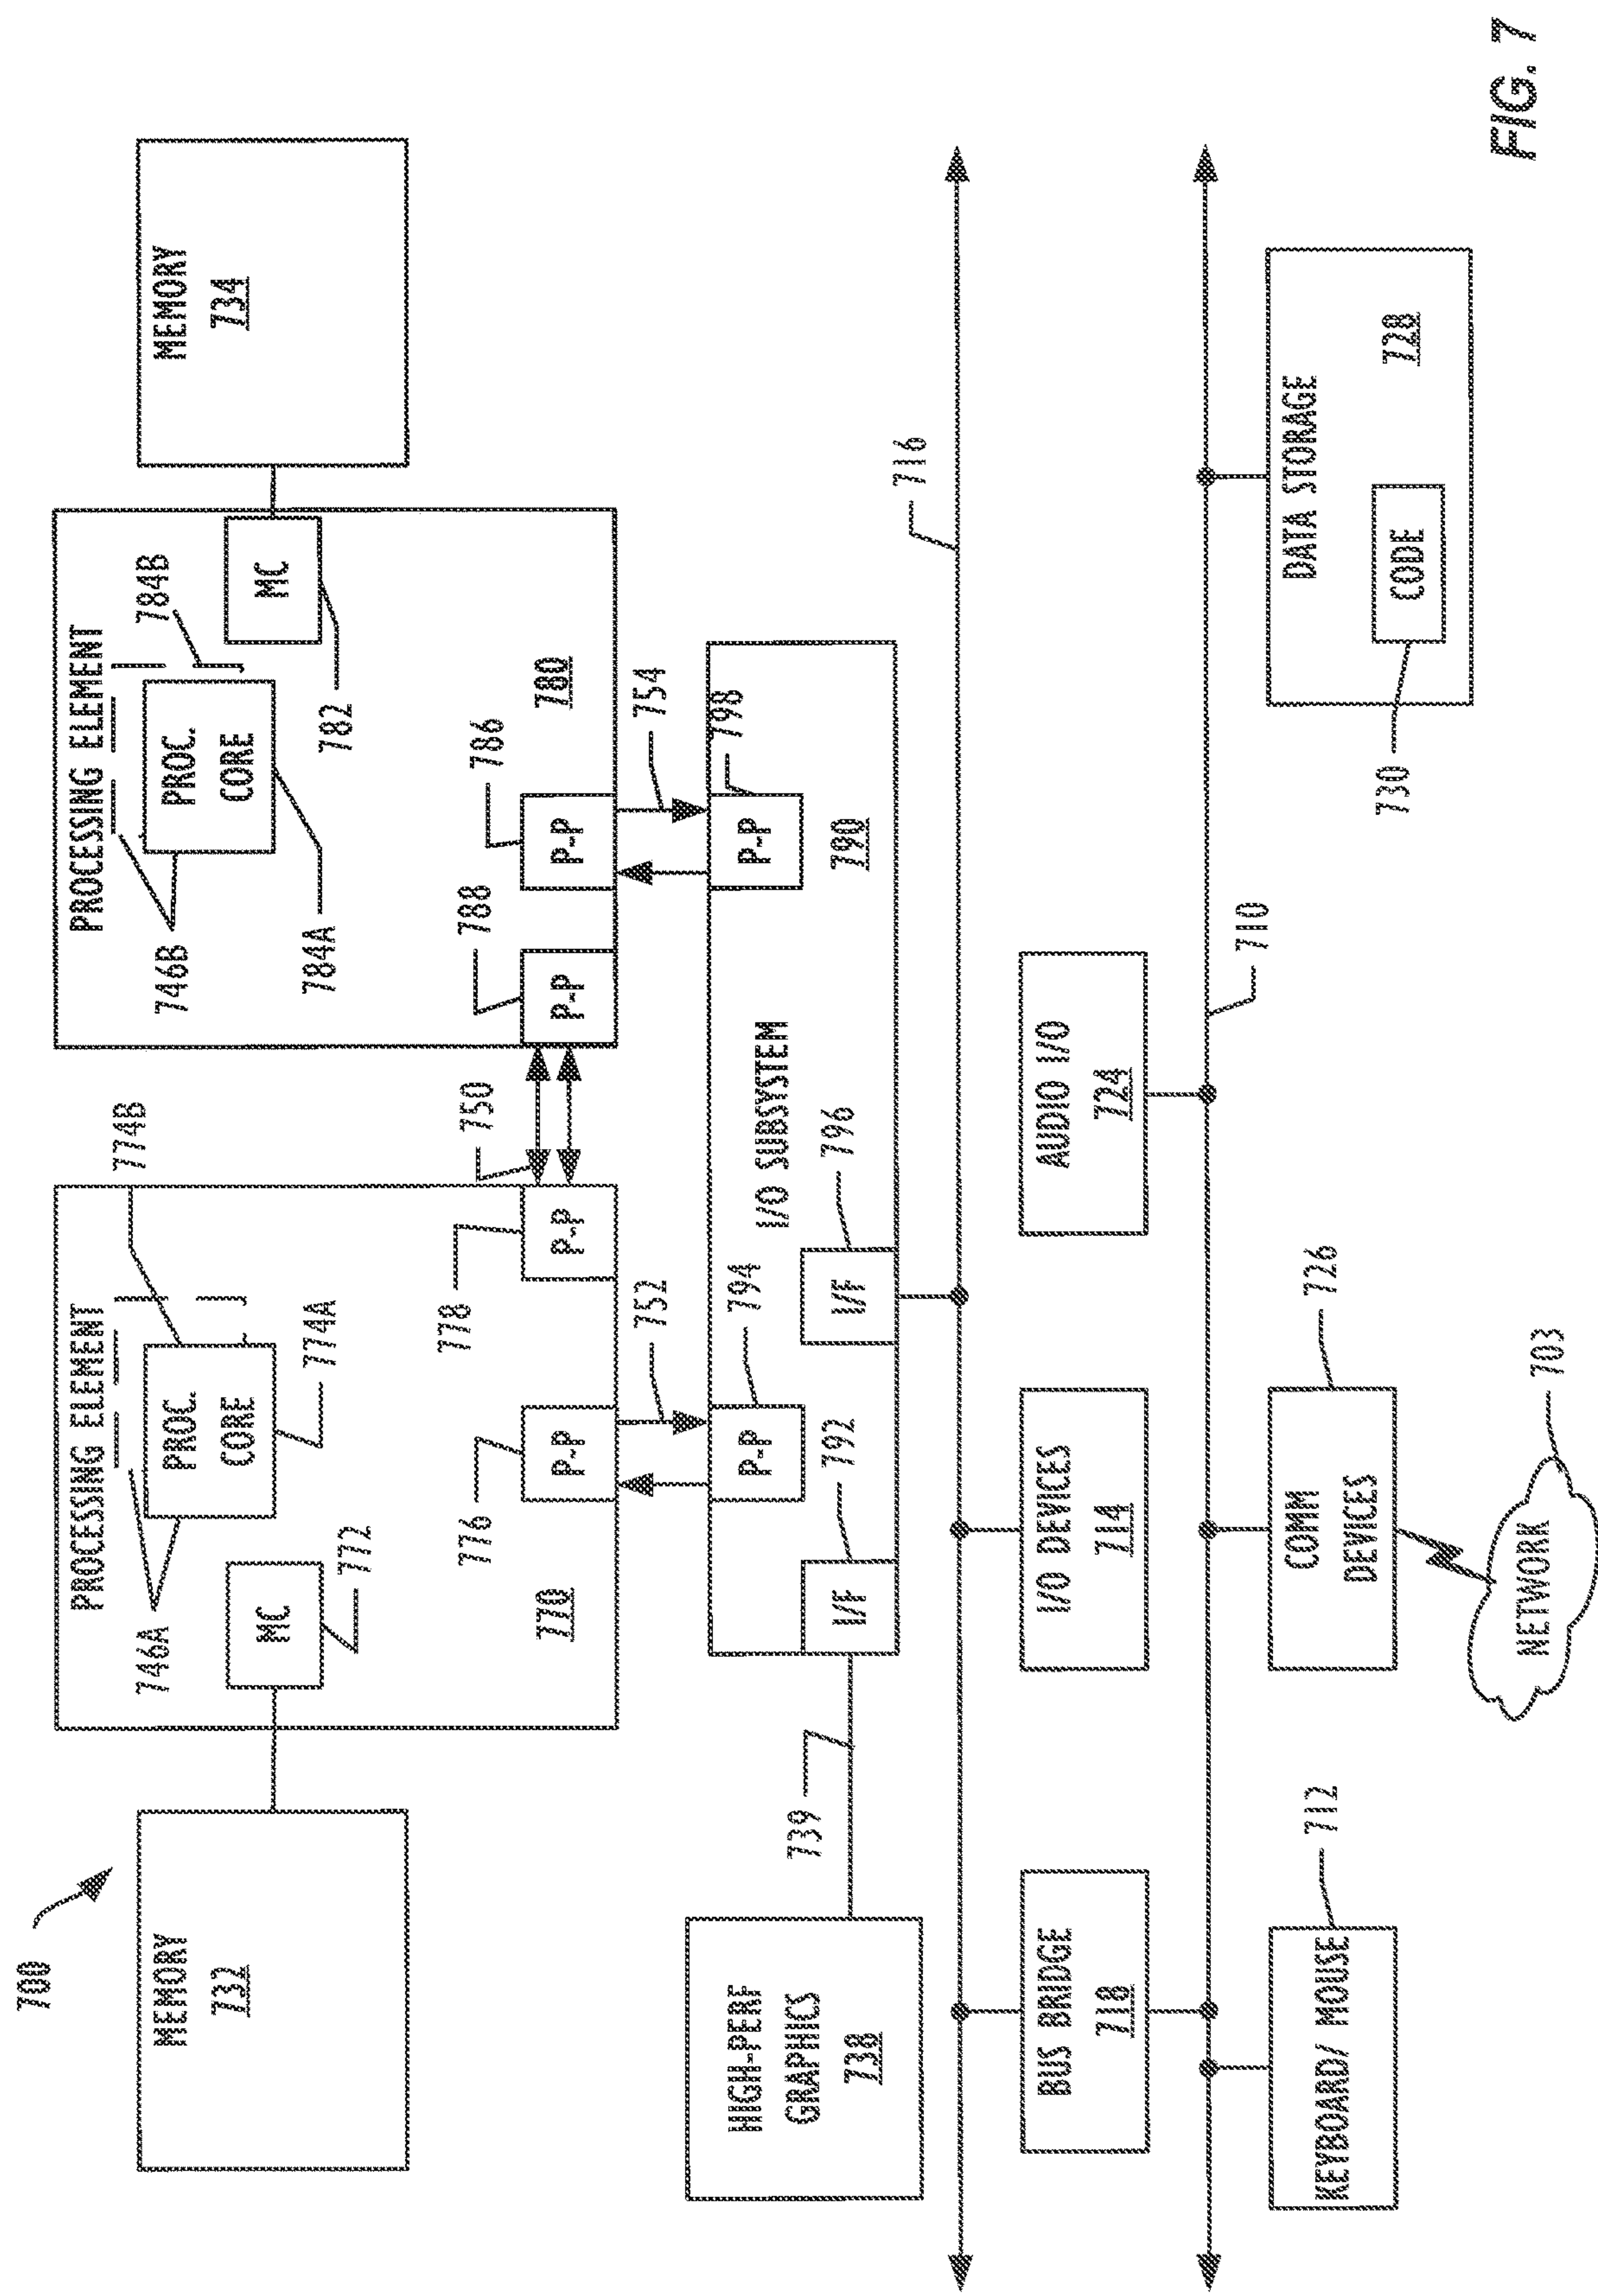 700
MEMORY
732
PROCESSING ELEMENT
746A
PROC.
CORE
774A
774B
MC
772
776
P-P
778
P-P
770
750
PROCESSING ELEMENT
746B
PROC.
CORE
784A
784B
MC
782
788
P-P
786
P-P
780
MEMORY
734
752
754
HIGH-PERF
GRAPHICS
738
739
794
P-P
792
I/F
I/O SUBSYSTEM
796
I/F
798
P-P
790
716
BUS BRIDGE
718
I/O DEVICES
714
AUDIO I/O
724
710
712
KEYBOARD/ MOUSE
726
COMM
DEVICES
703
NETWORK
DATA STORAGE
728
CODE
730
FIG. 7